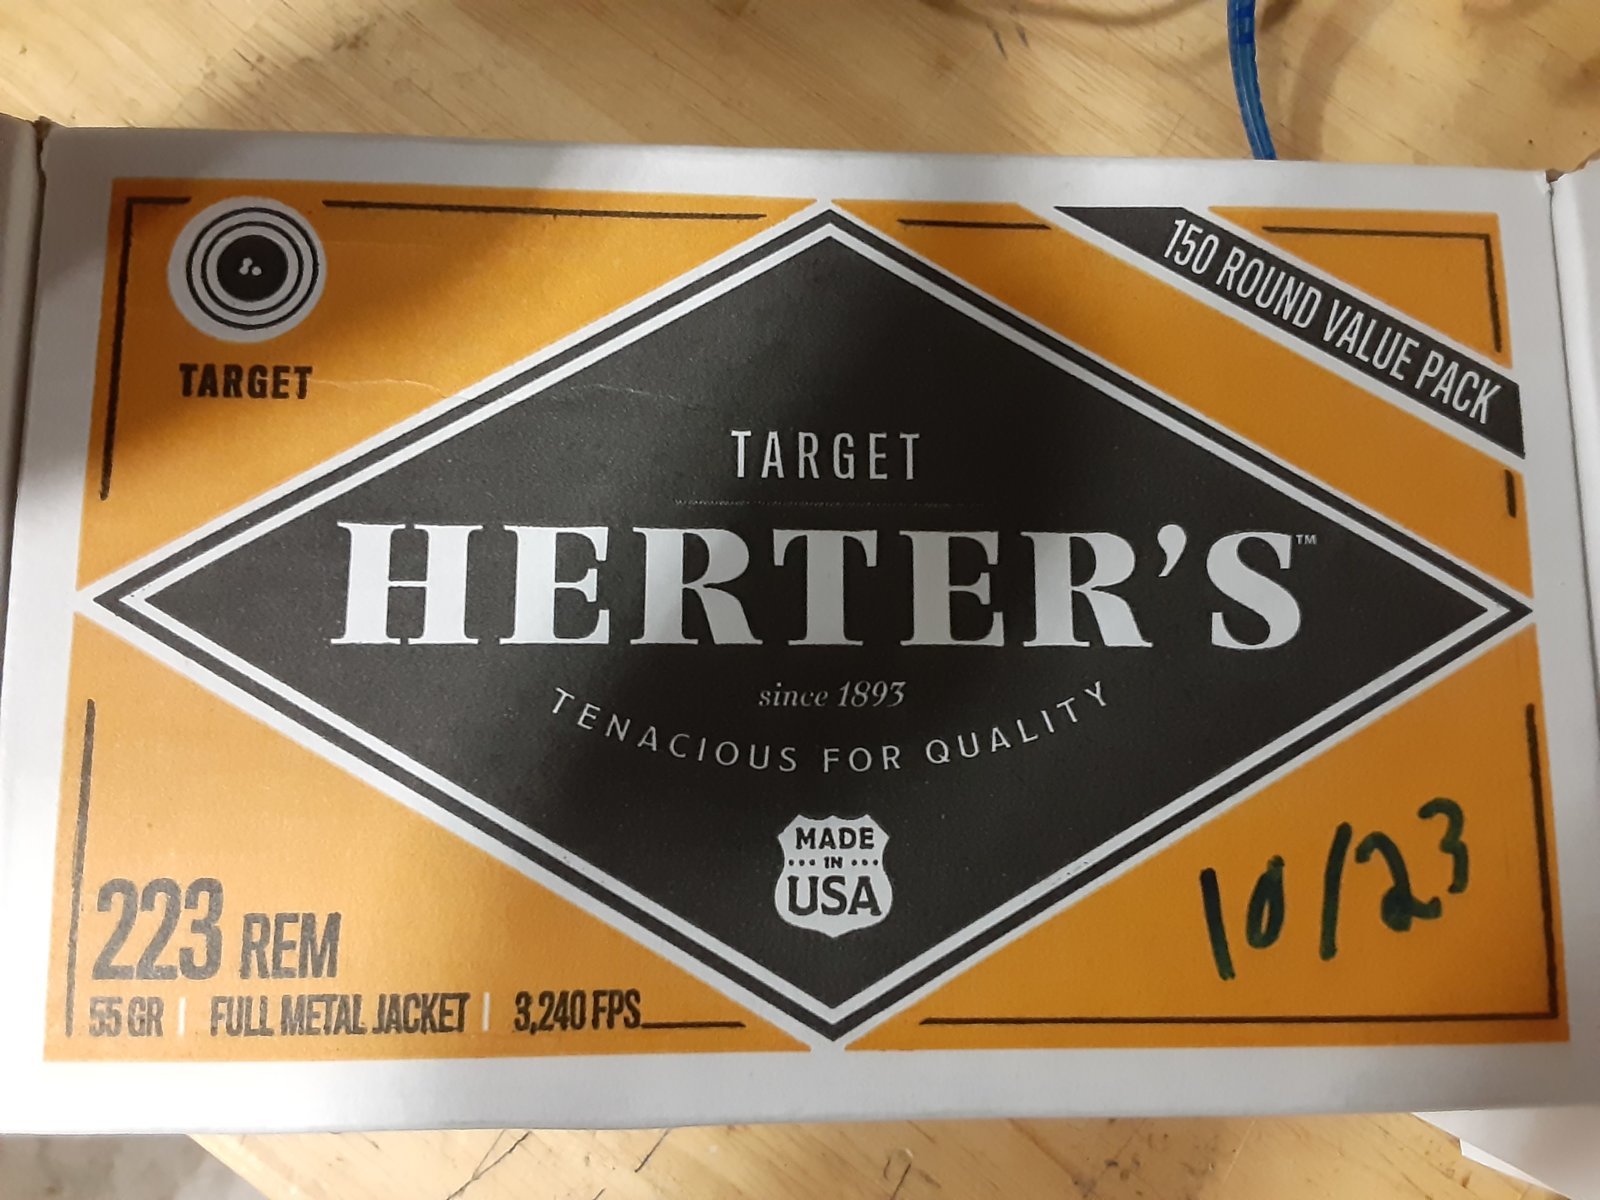 150 ROUND VALUE PACK
TARGET
TARGET
HERTER'S™
since 1893
TENACIOUS FOR QUALITY
MADE
IN
USA
10/23
223 REM
55 GR | FULL METAL JACKET | 3,240 FPS